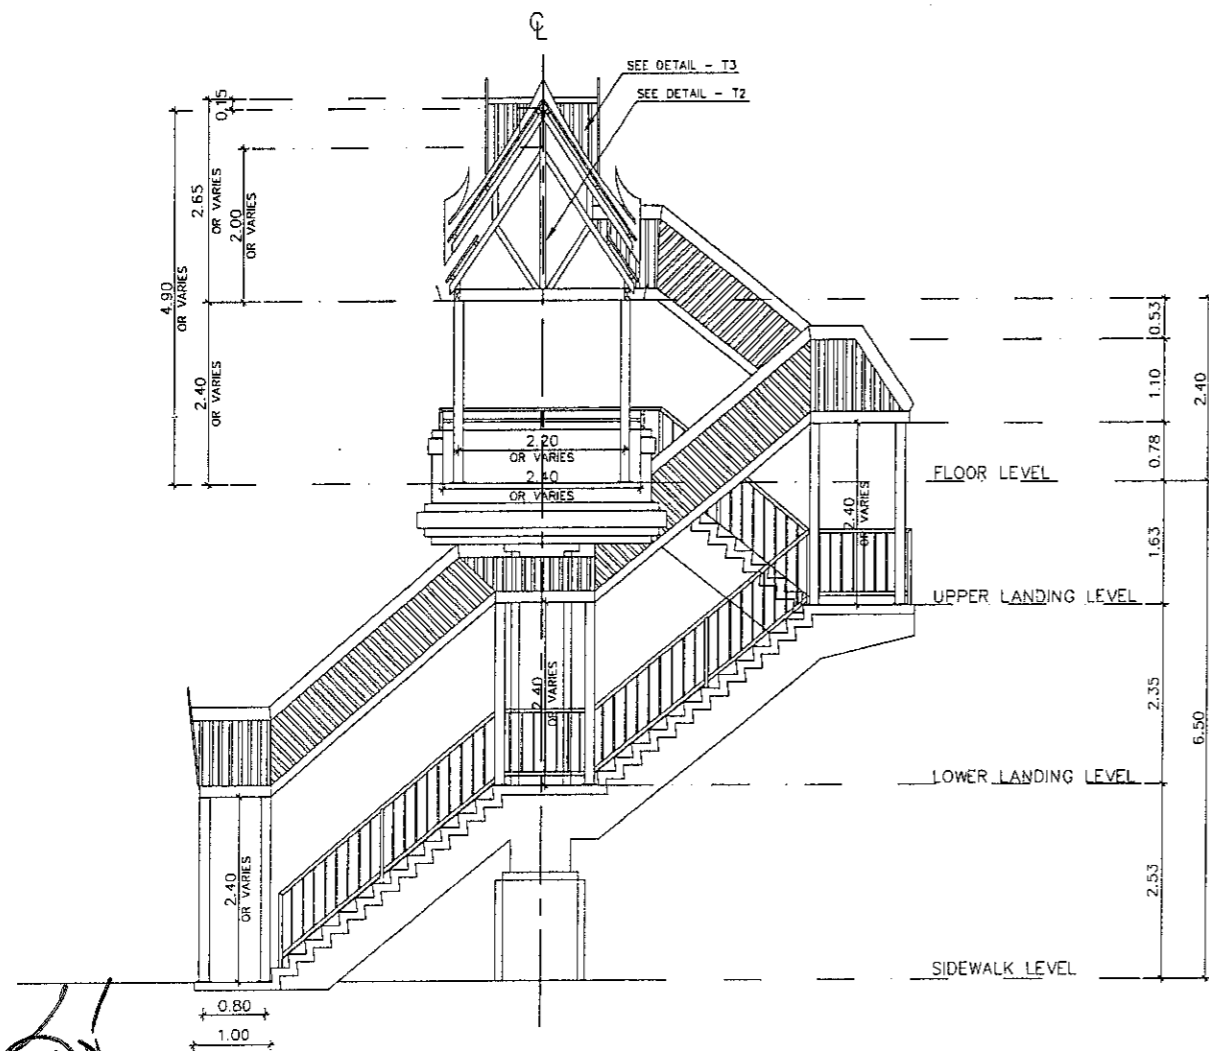 ℄
SEE DETAIL - T3
SEE DETAIL - T2
0.15
2.65
OR VARIES
2.00
OR VARIES
4.90
OR VARIES
2.40
OR VARIES
0.53
1.10
2.40
0.78
2.20
OR VARIES
2.40
OR VARIES
FLOOR LEVEL
2.40
OR VARIES
1.63
UPPER LANDING LEVEL
2.40
OR VARIES
2.35
6.50
LOWER LANDING LEVEL
2.40
OR VARIES
2.53
SIDEWALK LEVEL
0.80
1.00